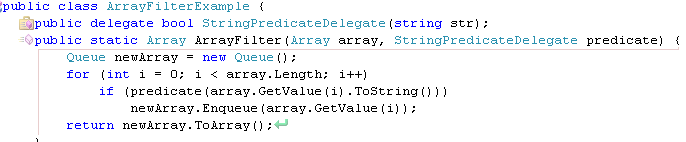 public class ArrayFilterExample {
public delegate bool StringPredicateDelegate(string str);
public static Array ArrayFilter(Array array, StringPredicateDelegate predicate) {
Queue newArray = new Queue();
for (int i = 0; i < array.Length; i++)
if (predicate(array.GetValue(i).ToString()))
newArray.Enqueue(array.GetValue(i));
return newArray.ToArray();